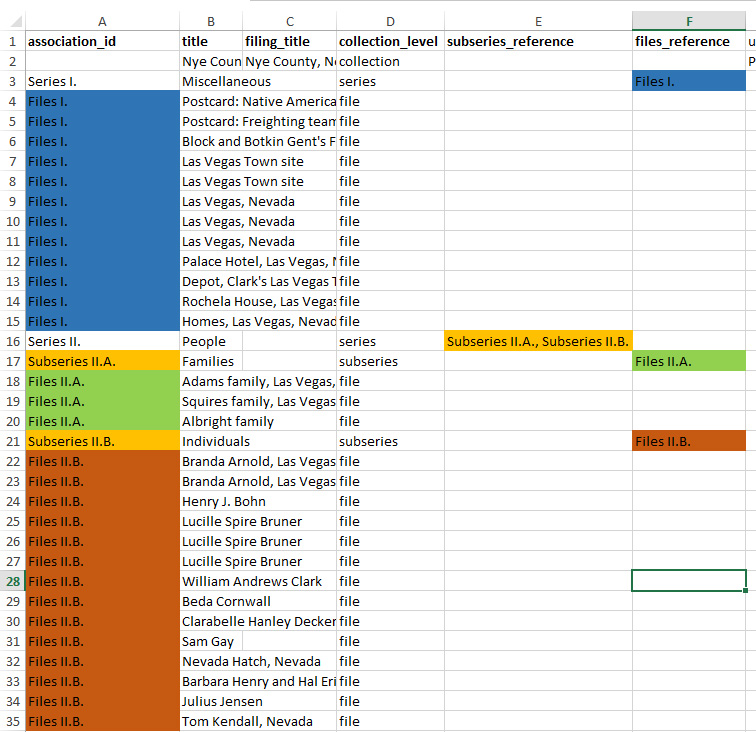 A B C D E F
1 association_id title filing_title collection_level subseries_reference files_reference u
2 Nye Coun Nye County, N collection P
3 Series I. Miscellaneous series Files I.
4 Files I. Postcard: Native America file
5 Files I. Postcard: Freighting team file
6 Files I. Block and Botkin Gent's F file
7 Files I. Las Vegas Town site file
8 Files I. Las Vegas Town site file
9 Files I. Las Vegas, Nevada file
10 Files I. Las Vegas, Nevada file
11 Files I. Las Vegas, Nevada file
12 Files I. Palace Hotel, Las Vegas, file
13 Files I. Depot, Clark's Las Vegas file
14 Files I. Rochela House, Las Vegas file
15 Files I. Homes, Las Vegas, Nevad file
16 Series II. People series Subseries II.A., Subseries II.B.
17 Subseries II.A. Families subseries Files II.A.
18 Files II.A. Adams family, Las Vegas, file
19 Files II.A. Squires family, Las Vegas file
20 Files II.A. Albright family file
21 Subseries II.B. Individuals subseries Files II.B.
22 Files II.B. Branda Arnold, Las Vegas file
23 Files II.B. Branda Arnold, Las Vegas file
24 Files II.B. Henry J. Bohn file
25 Files II.B. Lucille Spire Bruner file
26 Files II.B. Lucille Spire Bruner file
27 Files II.B. Lucille Spire Bruner file
28 Files II.B. William Andrews Clark file
29 Files II.B. Beda Cornwall file
30 Files II.B. Clarabelle Hanley Decker file
31 Files II.B. Sam Gay file
32 Files II.B. Nevada Hatch, Nevada file
33 Files II.B. Barbara Henry and Hal Eri file
34 Files II.B. Julius Jensen file
35 Files II.B. Tom Kendall, Nevada file